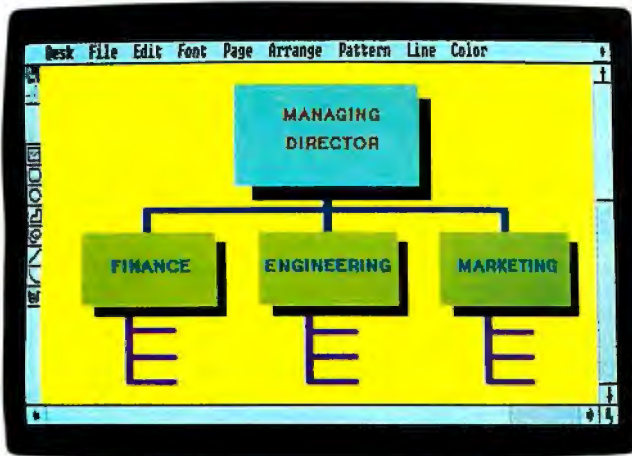 Desk File Edit Font Page Arrange Pattern Line Color
MANAGING
DIRECTOR
FINANCE
ENGINEERING
MARKETING